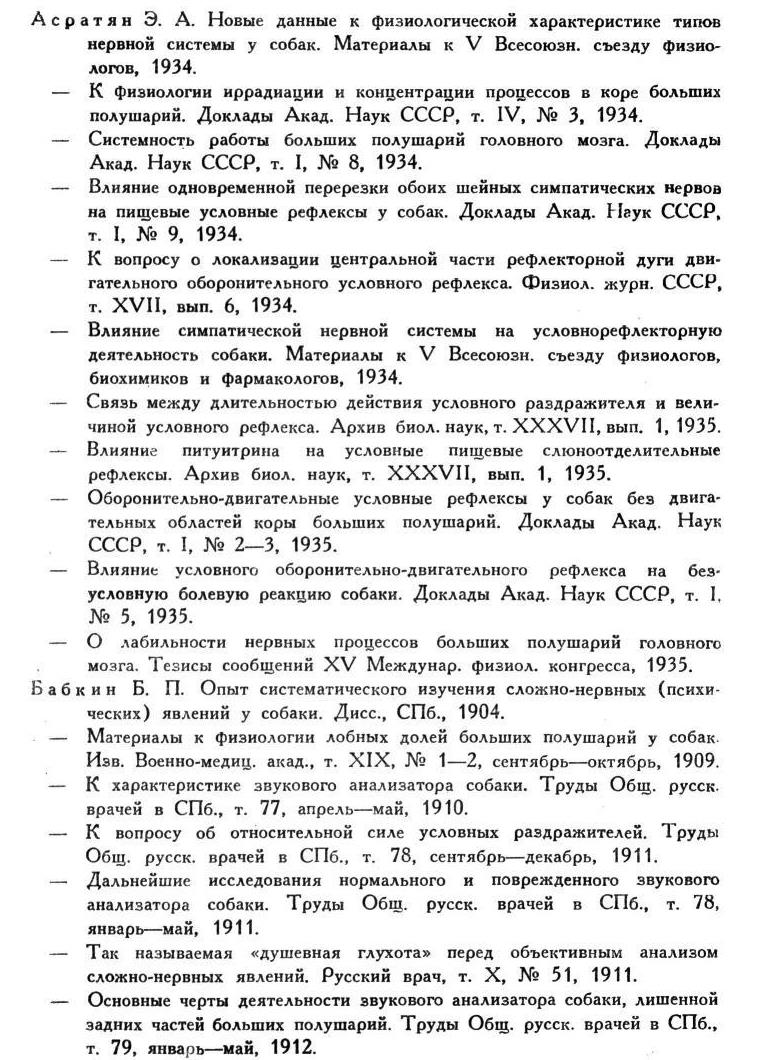 Асратян Э. А. Новые данные к физиологической характеристике типов
нервной системы у собак. Материалы к V Всесоюзн. съезду физио-
логов, 1934.
— К физиологии иррадиации и концентрации процессов в коре больших
полушарий. Доклады Акад. Наук СССР, т. IV, № 3, 1934.
— Системность работы больших полушарий головного мозга. Доклады
Акад. Наук СССР, т. I, № 8, 1934.
— Влияние одновременной перерезки обоих шейных симпатических нервов
на пищевые условные рефлексы у собак. Доклады Акад. Наук СССР,
т. I, № 9, 1934.
— К вопросу о локализации центральной части рефлекторной дуги дви-
гательного оборонительного условного рефлекса. Физиол. журн. СССР,
т. XVII, вып. 6, 1934.
— Влияние симпатической нервной системы на условнорефлекторную
деятельность собаки. Материалы к V Всесоюзн. съезду физиологов,
биохимиков и фармакологов, 1934.
— Связь между длительностью действия условного раздражителя и вели-
чиной условного рефлекса. Архив биол. наук, т. XXXVII, вып. 1, 1935.
— Влияние питуитрина на условные пищевые слюноотделительные
рефлексы. Архив биол. наук, т. XXXVII, вып. 1, 1935.
— Оборонительно-двигательные условные рефлексы у собак без двига-
тельных областей коры больших полушарий. Доклады Акад. Наук
СССР, т. I, № 2—3, 1935.
— Влияние условного оборонительно-двигательного рефлекса на без-
условную болевую реакцию собаки. Доклады Акад. Наук СССР, т. I,
№ 5, 1935.
— О лабильности нервных процессов больших полушарий головного
мозга. Тезисы сообщений XV Междунар. физиол. конгресса, 1935.
Бабкин Б. П. Опыт систематического изучения сложно-нервных (психи-
ческих) явлений у собаки. Дисс., СПб., 1904.
— Материалы к физиологии лобных долей больших полушарий у собак.
Изв. Военно-медиц. акад., т. XIX, № 1—2, сентябрь—октябрь, 1909.
— К характеристике звукового анализатора собаки. Труды Общ. русск.
врачей в СПб., т. 77, апрель—май, 1910.
— К вопросу об относительной силе условных раздражителей. Труды
Общ. русск. врачей в СПб., т. 78, сентябрь—декабрь, 1911.
— Дальнейшие исследования нормального и поврежденного звукового
анализатора собаки. Труды Общ. русск. врачей в СПб., т. 78,
январь—май, 1911.
— Так называемая «душевная глухота» перед объективным анализом
сложно-нервных явлений. Русский врач, т. X, № 51, 1911.
— Основные черты деятельности звукового анализатора собаки, лишенной
задних частей больших полушарий. Труды Общ. русск. врачей в СПб.,
т. 79, январь—май, 1912.